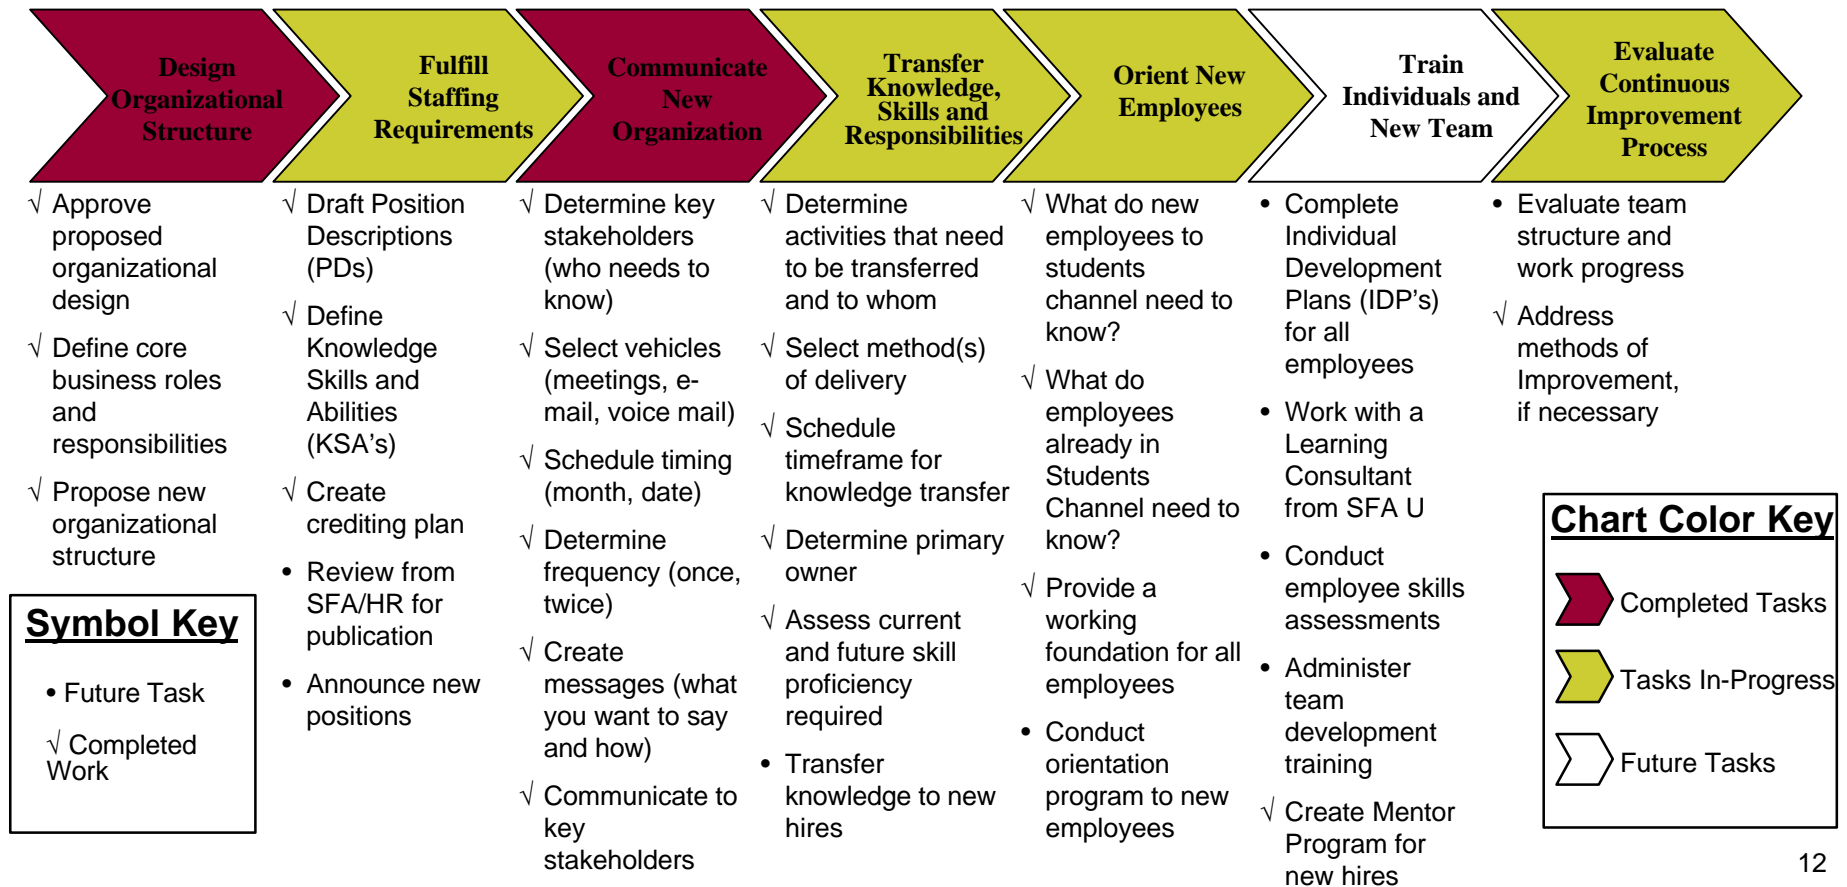 Design
Organizational
Structure
Fulfill
Staffing
Requirements
Communicate
New
Organization
Transfer
Knowledge,
Skills and
Responsibilities
Orient New
Employees
Train
Individuals and
New Team
Evaluate
Continuous
Improvement
Process
√ Approve
proposed
organizational
design
√ Define core
business roles
and
responsibilities
√ Propose new
organizational
structure
√ Draft Position
Descriptions
(PDs)
√ Define
Knowledge
Skills and
Abilities
(KSA’s)
√ Create
crediting plan
• Review from
SFA/HR for
publication
• Announce new
positions
√ Determine key
stakeholders
(who needs to
know)
√ Select vehicles
(meetings, e-
mail, voice mail)
√ Schedule timing
(month, date)
√ Determine
frequency (once,
twice)
√ Create
messages (what
you want to say
and how)
√ Communicate to
key
stakeholders
√ Determine
activities that need
to be transferred
and to whom
√ Select method(s)
of delivery
√ Schedule
timeframe for
knowledge transfer
√ Determine primary
owner
√ Assess current
and future skill
proficiency
required
• Transfer
knowledge to new
hires
√ What do new
employees to
students
channel need to
know?
√ What do
employees
already in
Students
Channel need to
know?
√ Provide a
working
foundation for all
employees
• Conduct
orientation
program to new
employees
• Complete
Individual
Development
Plans (IDP’s)
for all
employees
• Work with a
Learning
Consultant
from SFA U
• Conduct
employee skills
assessments
• Administer
team
development
training
√ Create Mentor
Program for
new hires
• Evaluate team
structure and
work progress
√ Address
methods of
Improvement,
if necessary
Symbol Key
• Future Task
√ Completed
Work
Chart Color Key
Completed Tasks
Tasks In-Progress
Future Tasks
12